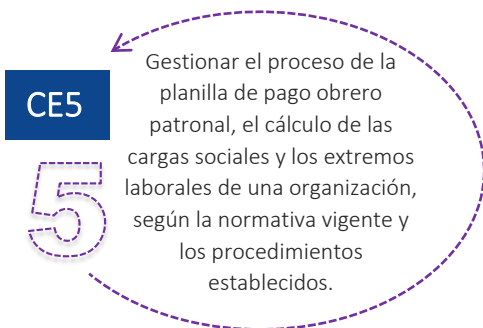 CE5
5
Gestionar el proceso de la
planilla de pago obrero
patronal, el cálculo de las
cargas sociales y los extremos
laborales de una organización,
según la normativa vigente y
los procedimientos
establecidos.